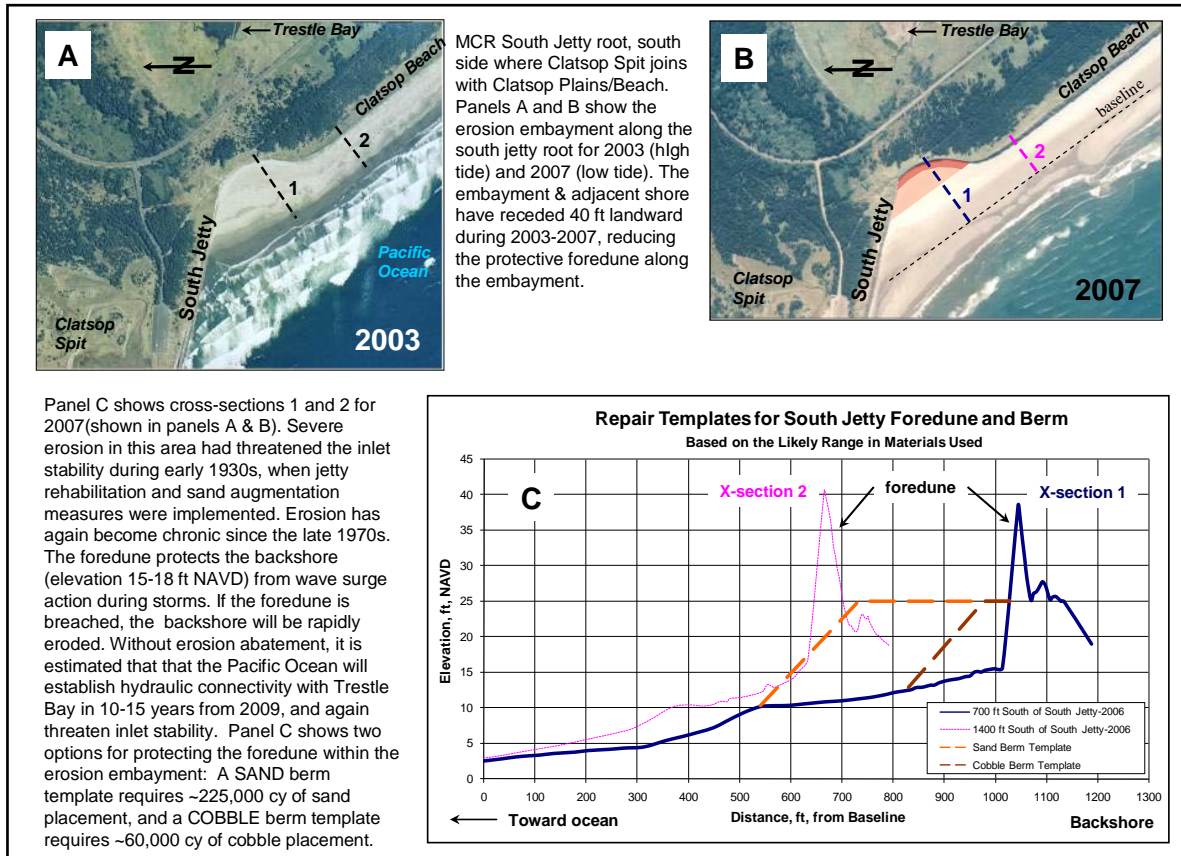 A
Trestle Bay
N
Clatsop Beach
2
1
South Jetty
Pacific
Ocean
Clatsop
Spit
2003
MCR South Jetty root, south
side where Clatsop Spit joins
with Clatsop Plains/Beach.
Panels A and B show the
erosion embayment along the
south jetty root for 2003 (hIgh
tide) and 2007 (low tide). The
embayment & adjacent shore
have receded 40 ft landward
during 2003-2007, reducing
the protective foredune along
the embayment.
B
Trestle Bay
N
Clatsop Beach
baseline
2
1
South Jetty
Clatsop
Spit
2007
Panel C shows cross-sections 1 and 2 for
2007(shown in panels A & B). Severe
erosion in this area had threatened the inlet
stability during early 1930s, when jetty
rehabilitation and sand augmentation
measures were implemented. Erosion has
again become chronic since the late 1970s.
The foredune protects the backshore
(elevation 15-18 ft NAVD) from wave surge
action during storms. If the foredune is
breached, the backshore will be rapidly
eroded. Without erosion abatement, it is
estimated that that the Pacific Ocean will
establish hydraulic connectivity with Trestle
Bay in 10-15 years from 2009, and again
threaten inlet stability. Panel C shows two
options for protecting the foredune within the
erosion embayment: A SAND berm
template requires ~225,000 cy of sand
placement, and a COBBLE berm template
requires ~60,000 cy of cobble placement.
Repair Templates for South Jetty Foredune and Berm
Based on the Likely Range in Materials Used
C
X-section 2
foredune
X-section 1
Elevation, ft, NAVD
45
40
35
30
25
20
15
10
5
0
0 100 200 300 400 500 600 700 800 900 1000 1100 1200 1300
700 ft South of South Jetty-2006
1400 ft South of South Jetty-2006
Sand Berm Template
Cobble Berm Template
Toward ocean
Distance, ft, from Baseline
Backshore